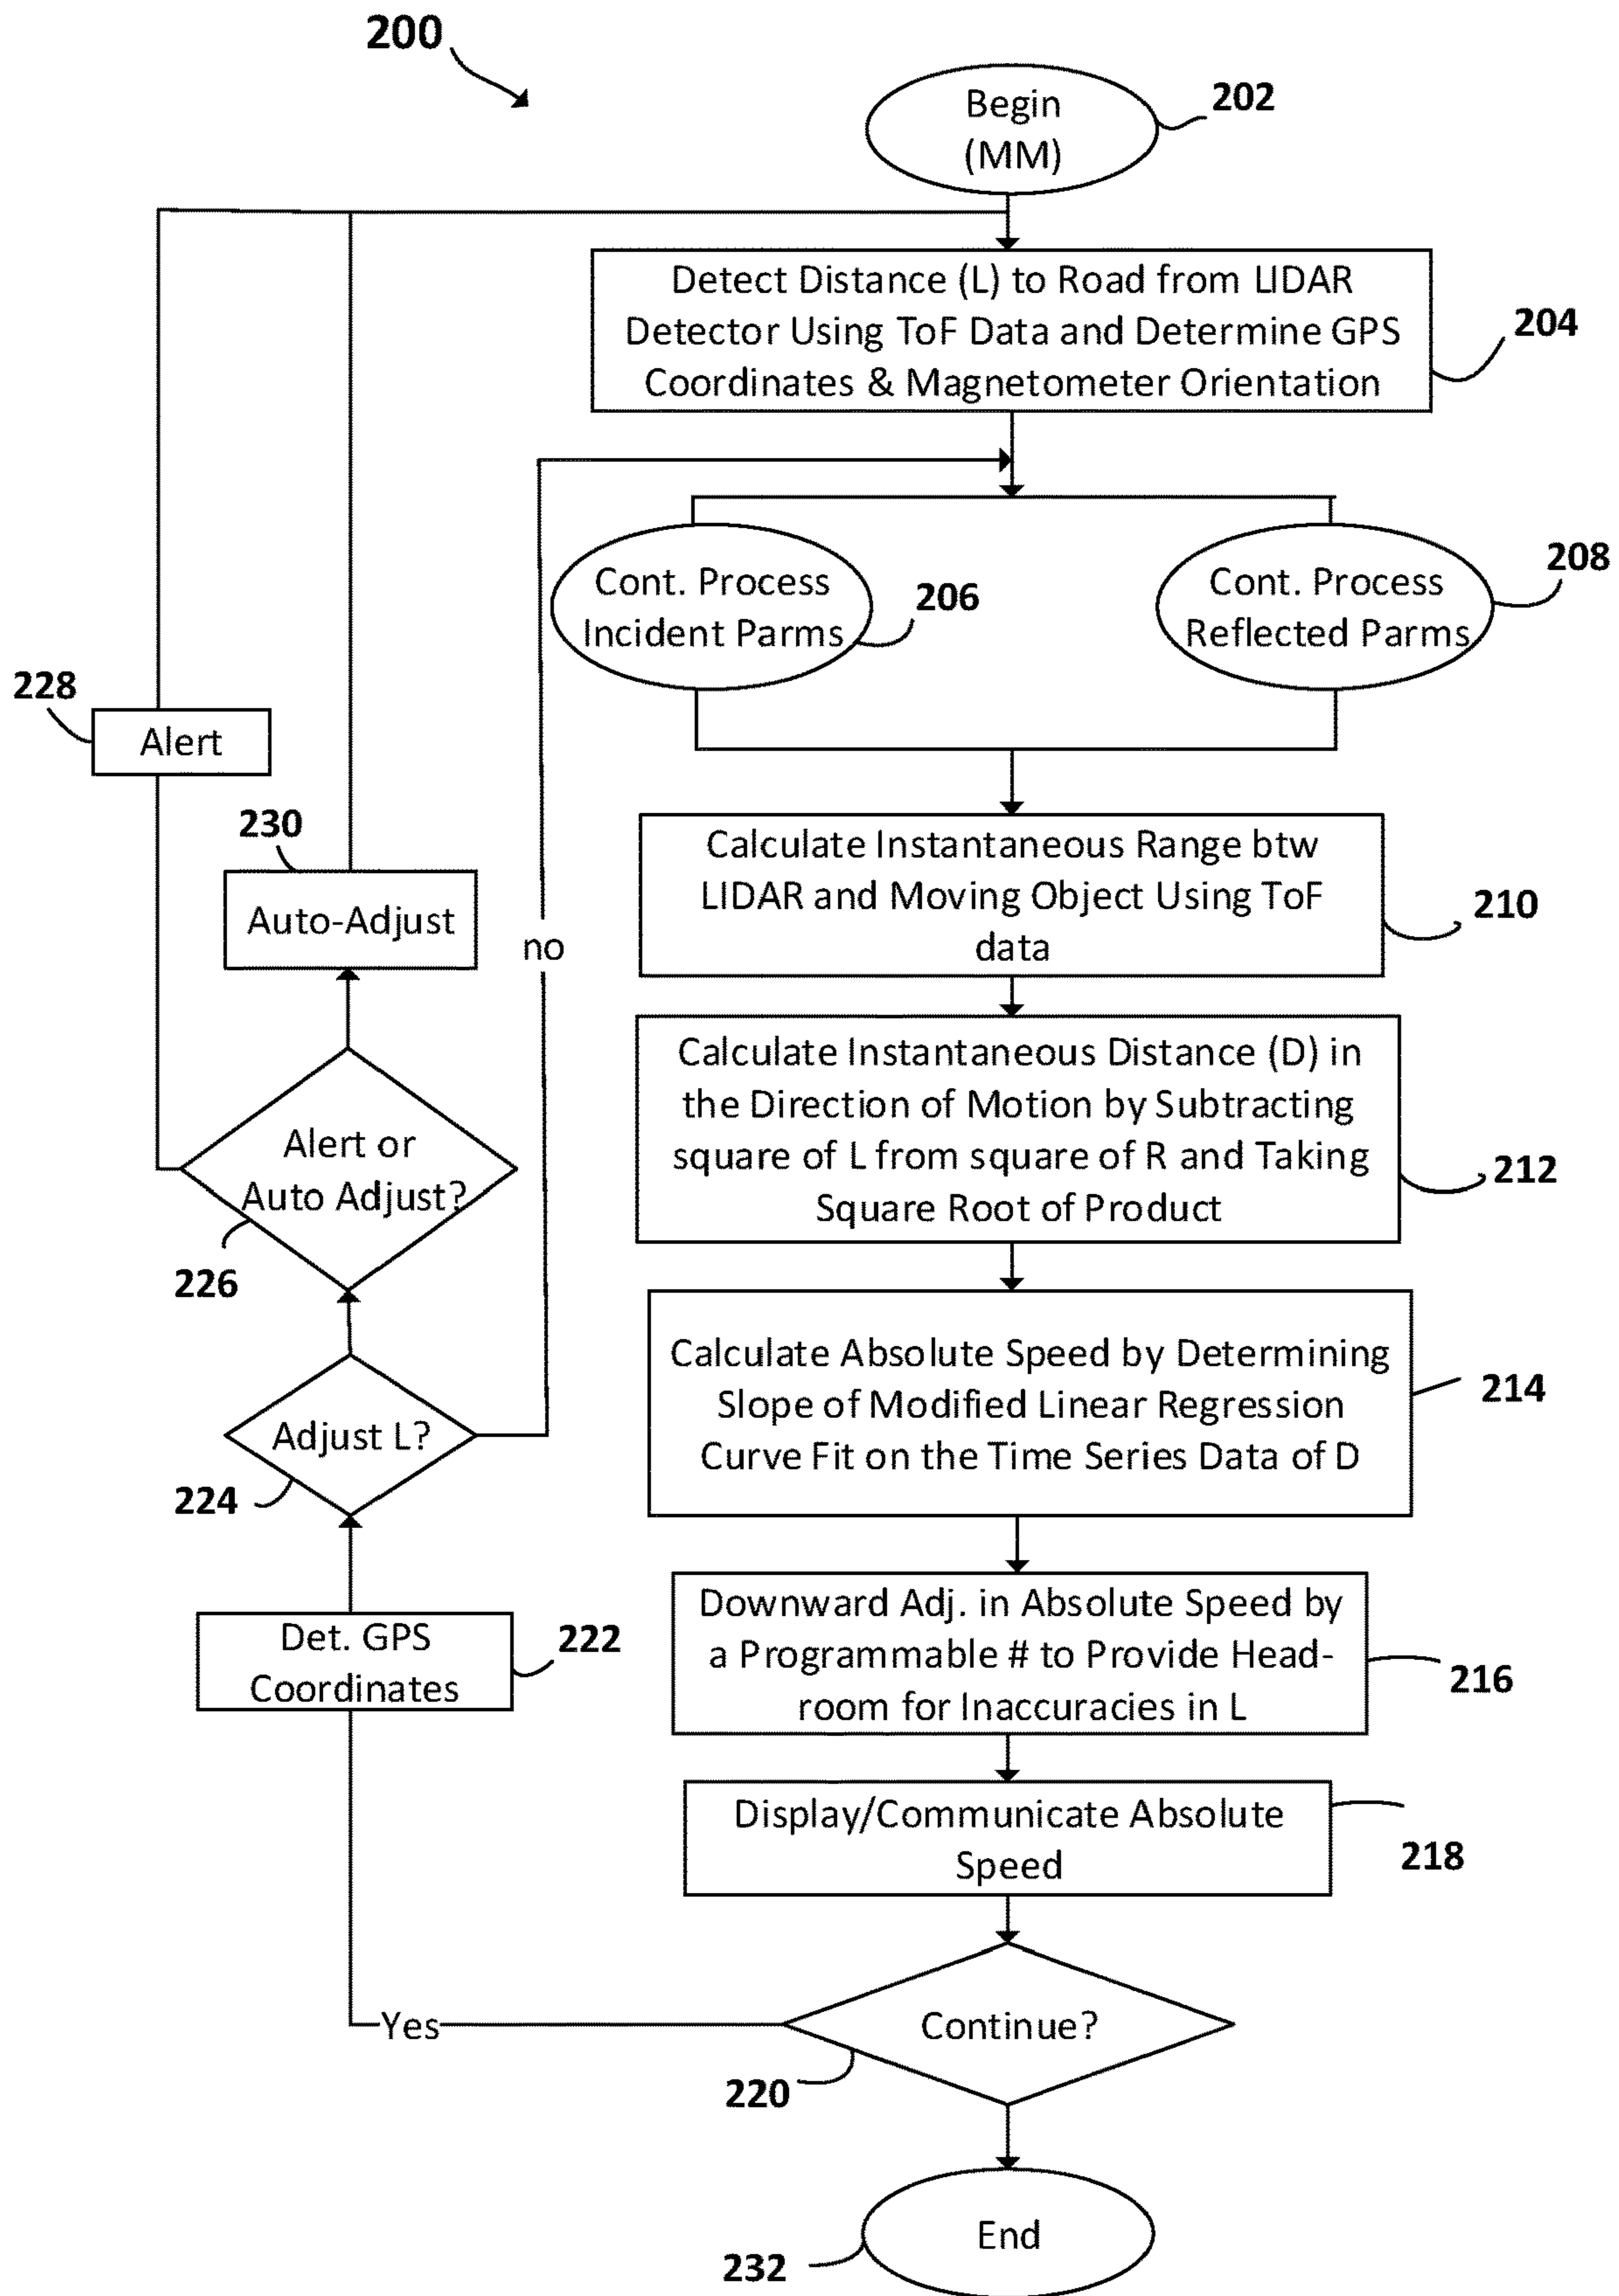 200
Begin
(MM)
202
Detect Distance (L) to Road from LIDAR
Detector Using ToF Data and Determine GPS
Coordinates & Magnetometer Orientation
204
Cont. Process
Incident Parms
206
Cont. Process
Reflected Parms
208
228
Alert
230
Auto-Adjust
no
Calculate Instantaneous Range btw
LIDAR and Moving Object Using ToF
data
210
Calculate Instantaneous Distance (D) in
the Direction of Motion by Subtracting
square of L from square of R and Taking
Square Root of Product
212
Alert or
Auto Adjust?
226
Calculate Absolute Speed by Determining
Slope of Modified Linear Regression
Curve Fit on the Time Series Data of D
214
Adjust L?
224
Downward Adj. in Absolute Speed by
a Programmable # to Provide Head-
room for Inaccuracies in L
216
Det. GPS
Coordinates
222
Display/Communicate Absolute
Speed
218
Yes
Continue?
220
End
232